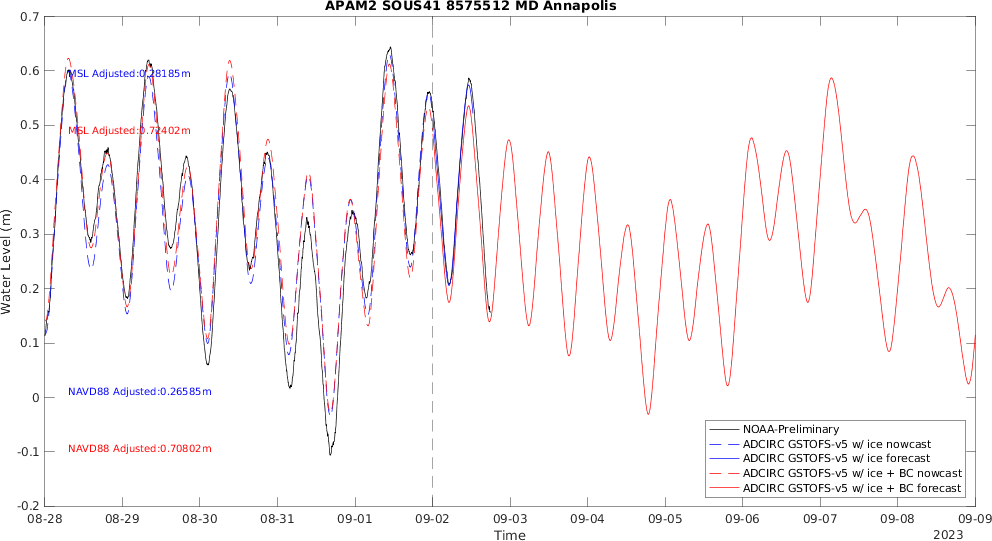 APAM2 SOUS41 8575512 MD Annapolis
0.7
0.6
0.5
0.4
0.3
0.2
0.1
0
-0.1
-0.2
Water Level (m)
MSL Adjusted:0.28185m
MSL Adjusted:0.72402m
NAVD88 Adjusted:0.26585m
NAVD88 Adjusted:0.70802m
NOAA-Preliminary
ADCIRC GSTOFS-v5 w/ ice nowcast
ADCIRC GSTOFS-v5 w/ ice forecast
ADCIRC GSTOFS-v5 w/ ice + BC nowcast
ADCIRC GSTOFS-v5 w/ ice + BC forecast
08-28 08-29 08-30 08-31 09-01 09-02 09-03 09-04 09-05 09-06 09-07 09-08 09-09
Time
2023